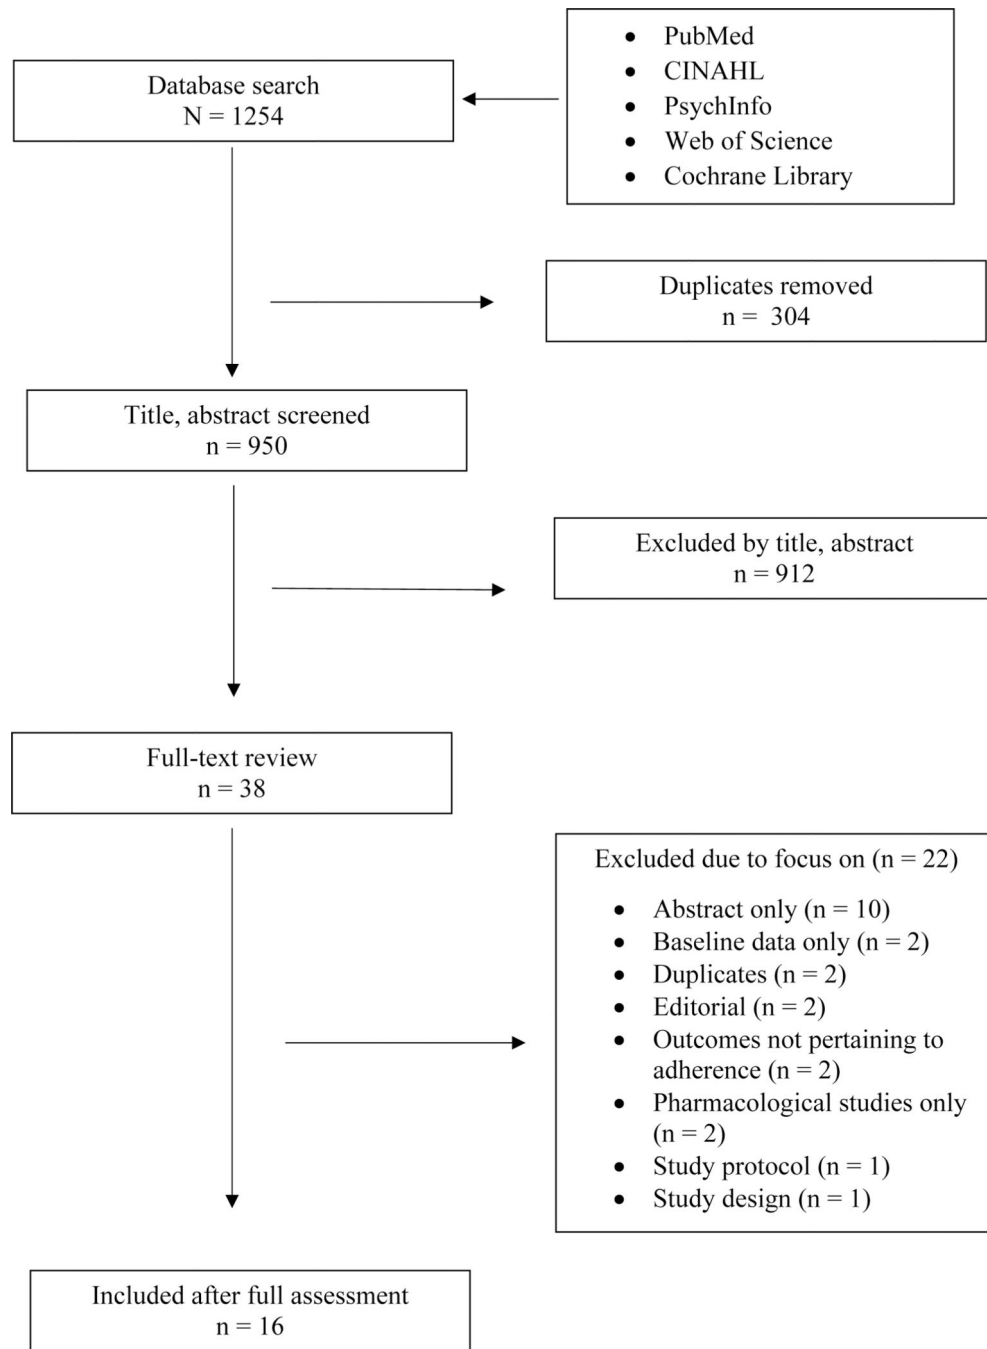 Database search
N = 1254
• PubMed
• CINAHL
• PsychInfo
• Web of Science
• Cochrane Library
Duplicates removed
n =  304
Title, abstract screened
n = 950
Excluded by title, abstract
n = 912
Full-text review
n = 38
Excluded due to focus on (n = 22)
• Abstract only (n = 10)
• Baseline data only (n = 2)
• Duplicates (n = 2)
• Editorial (n = 2)
• Outcomes not pertaining to
adherence (n = 2)
• Pharmacological studies only
(n = 2)
• Study protocol (n = 1)
• Study design (n = 1)
Included after full assessment
n = 16